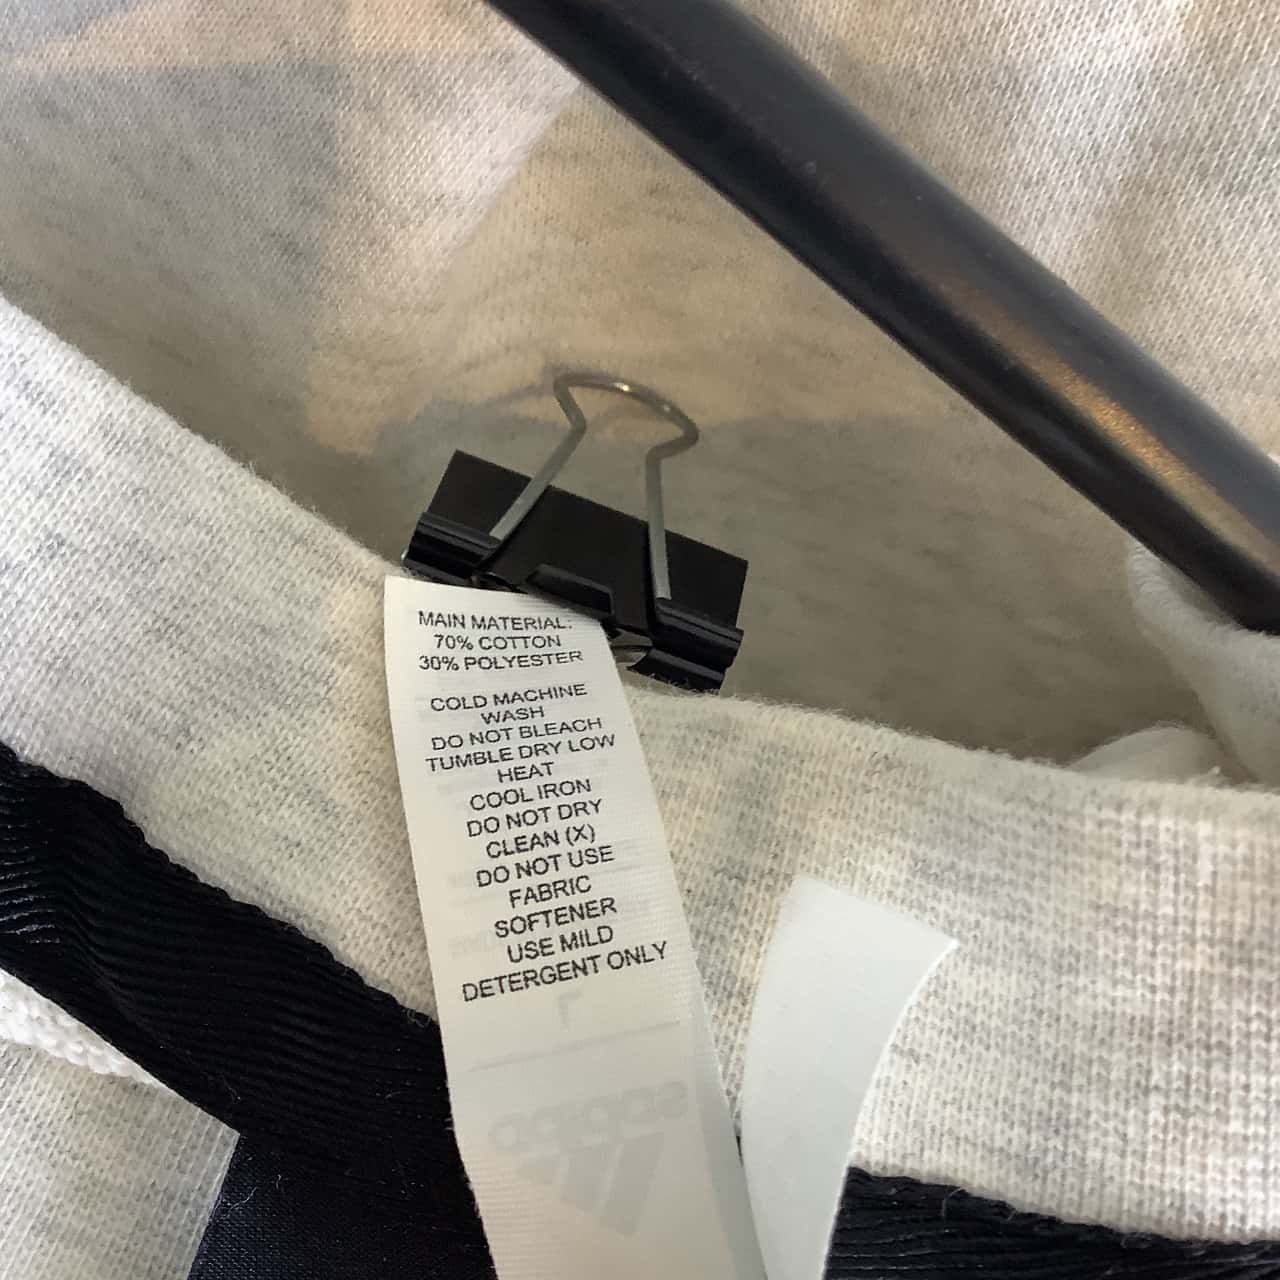 MAIN MATERIAL:
70% COTTON
30% POLYESTER
COLD MACHINE
WASH
DO NOT BLEACH
TUMBLE DRY LOW
HEAT
COOL IRON
DO NOT DRY
CLEAN (X)
DO NOT USE
FABRIC
SOFTENER
USE MILD
DETERGENT ONLY
adidas